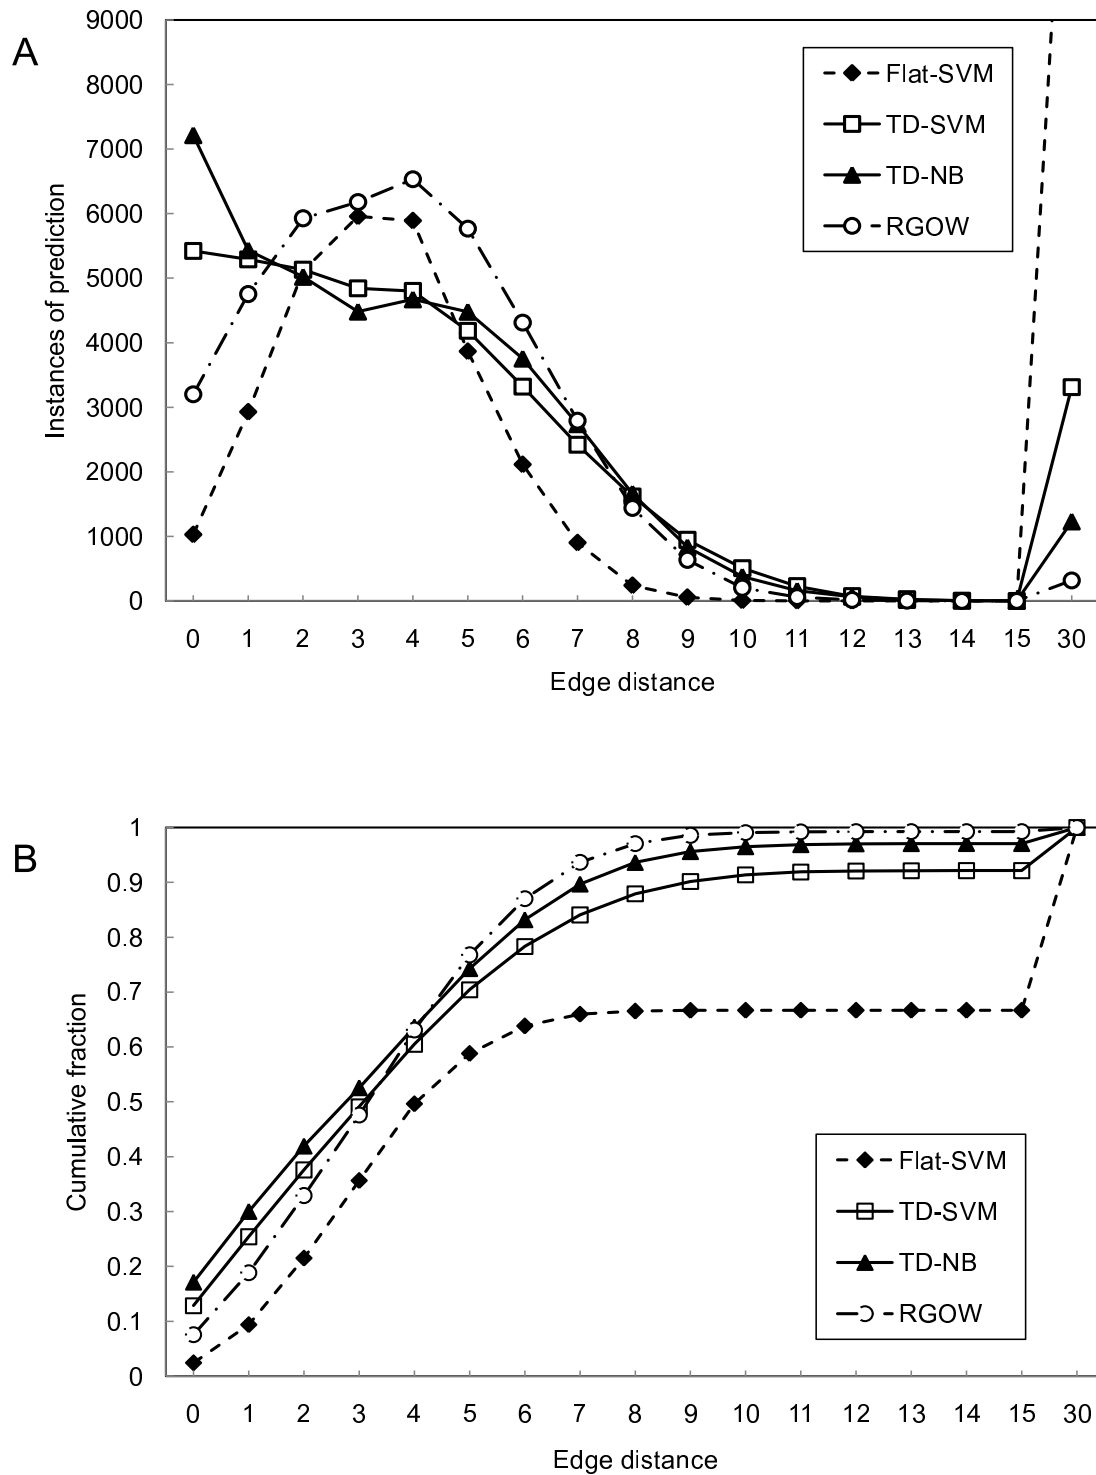 A
9000
8000
7000
6000
5000
4000
3000
2000
1000
0
Instances of prediction
Flat-SVM
TD-SVM
TD-NB
RGOW
0 1 2 3 4 5 6 7 8 9 10 11 12 13 14 15 30
Edge distance
B
1
0.9
0.8
0.7
0.6
0.5
0.4
0.3
0.2
0.1
0
Cumulative fraction
Flat-SVM
TD-SVM
TD-NB
RGOW
0 1 2 3 4 5 6 7 8 9 10 11 12 13 14 15 30
Edge distance